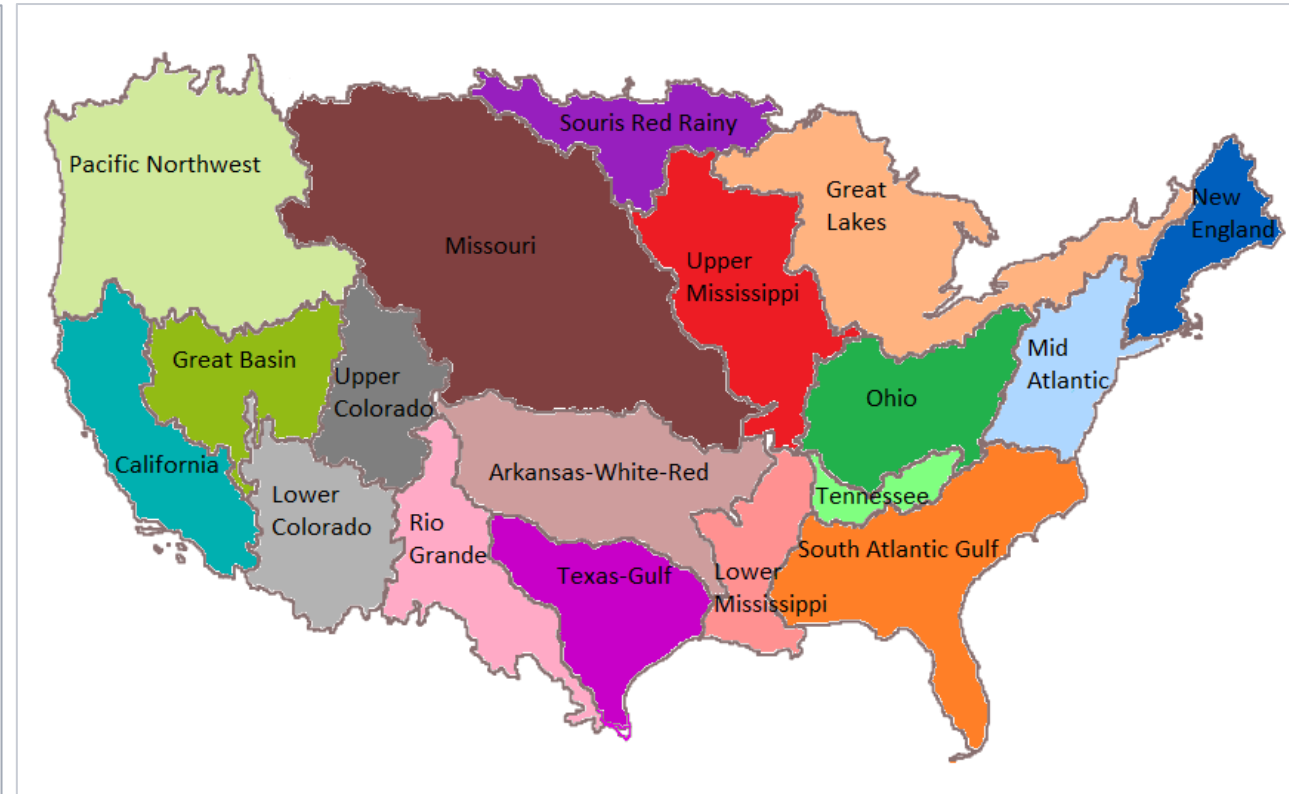 Souris Red Rainy
Pacific Northwest
Great
Lakes
New
England
Missouri
Upper
Mississippi
Great Basin
Mid
Atlantic
Upper
Colorado
Ohio
California
Arkansas-White-Red
Lower
Colorado
Tennessee
Rio
Grande
South Atlantic Gulf
Texas-Gulf
Lower
Mississippi